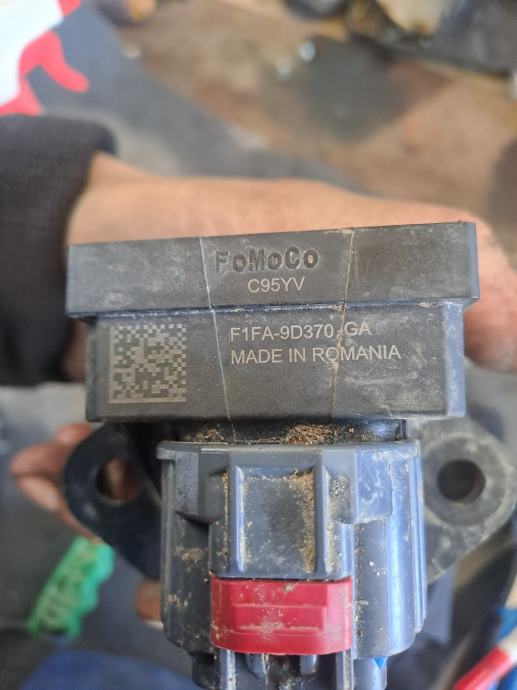 FoMoCo
C95YV
F1FA-9D370-GA
MADE IN ROMANIA